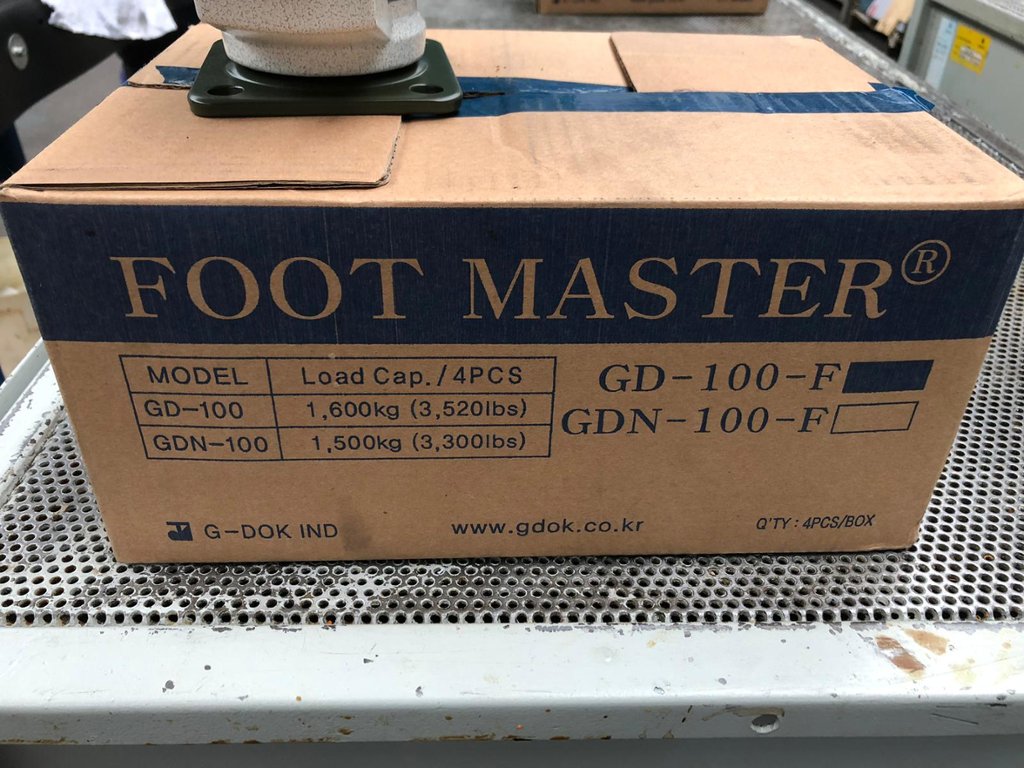 FOOT MASTER®
MODEL Load Cap./4PCS
GD-100 1,600kg (3,520lbs)
GDN-100 1,500kg (3,300lbs)
GD-100-F
GDN-100-F
G-DOK IND www.gdok.co.kr Q'TY : 4PCS/BOX